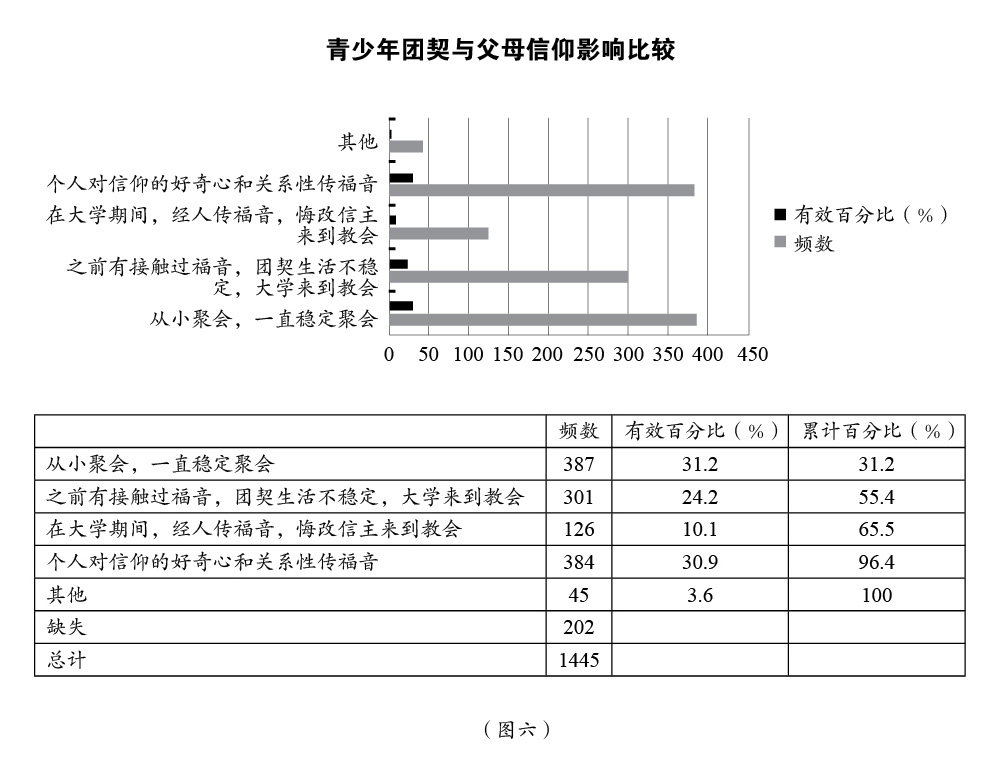 青少年团契与父母信仰影响比较
其他
个人对信仰的好奇心和关系性传福音
在大学期间，经人传福音，悔改信主
来到教会
之前有接触过福音，团契生活不稳
定，大学来到教会
从小聚会，一直稳定聚会
0 50 100 150 200 250 300 350 400 450
有效百分比（%）
频数
频数 有效百分比（%） 累计百分比（%）
从小聚会，一直稳定聚会 387 31.2 31.2
之前有接触过福音，团契生活不稳定，大学来到教会 301 24.2 55.4
在大学期间，经人传福音，悔改信主来到教会 126 10.1 65.5
个人对信仰的好奇心和关系性传福音 384 30.9 96.4
其他 45 3.6 100
缺失 202
总计 1445
（图六）